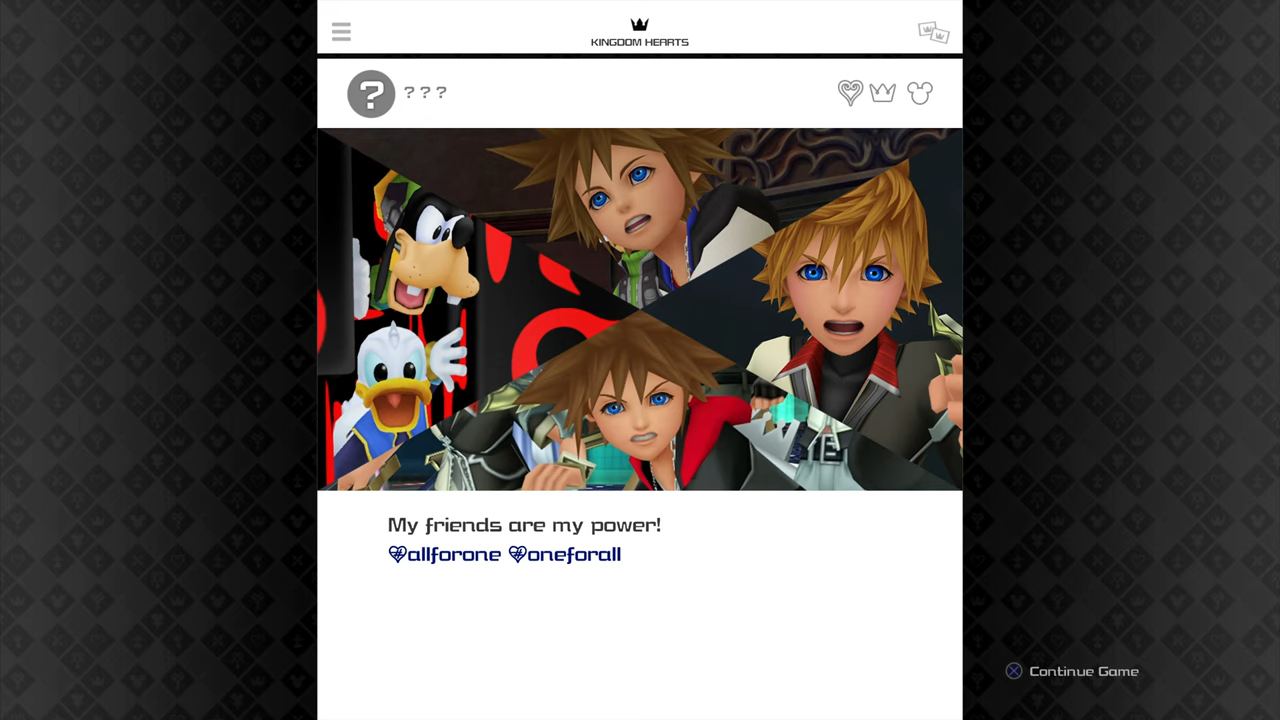 KINGDOM HEARTS
? ? ? ?
My friends are my power!
#allforone #oneforall
Continue Game